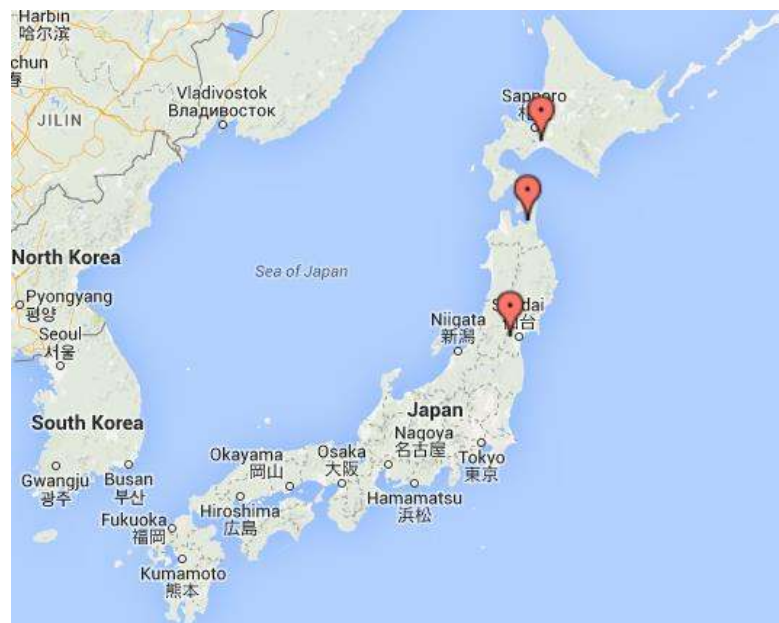 Harbin
哈尔滨
chun
春
JILIN
Vladivostok
Владивосток
Sapporo
札
North Korea
Pyongyang
평양
Seoul
서울
South Korea
Gwangju
광주
Busan
부산
Sea of Japan
Niigata
新潟
Japan
Nagoya
名古屋
Tokyo
東京
Okayama
岡山
Osaka
大阪
Hamamatsu
浜松
Hiroshima
広島
Fukuoka
福岡
Kumamoto
熊本